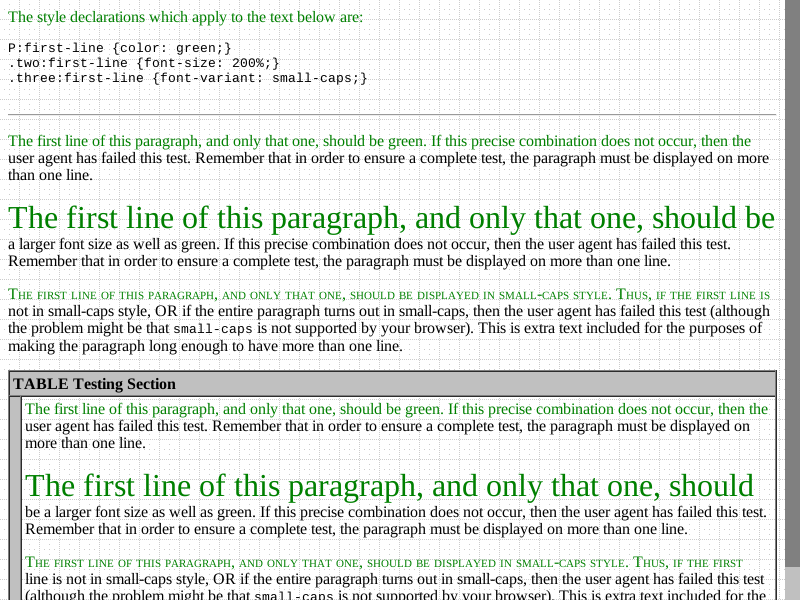 The style declarations which apply to the text below are:
P:first-line {color: green;}
.two:first-line {font-size: 200%;}
.three:first-line {font-variant: small-caps;}
The first line of this paragraph, and only that one, should be green. If this precise combination does not occur, then the
user agent has failed this test. Remember that in order to ensure a complete test, the paragraph must be displayed on more
than one line.
The first line of this paragraph, and only that one, should be
a larger font size as well as green. If this precise combination does not occur, then the user agent has failed this test.
Remember that in order to ensure a complete test, the paragraph must be displayed on more than one line.
The first line of this paragraph, and only that one, should be displayed in small-caps style. Thus, if the first line is
not in small-caps style, OR if the entire paragraph turns out in small-caps, then the user agent has failed this test (although
the problem might be that small-caps is not supported by your browser). This is extra text included for the purposes of
making the paragraph long enough to have more than one line.
TABLE Testing Section
The first line of this paragraph, and only that one, should be green. If this precise combination does not occur, then the
user agent has failed this test. Remember that in order to ensure a complete test, the paragraph must be displayed on
more than one line.
The first line of this paragraph, and only that one, should
be a larger font size as well as green. If this precise combination does not occur, then the user agent has failed this test.
Remember that in order to ensure a complete test, the paragraph must be displayed on more than one line.
The first line of this paragraph, and only that one, should be displayed in small-caps style. Thus, if the first
line is not in small-caps style, OR if the entire paragraph turns out in small-caps, then the user agent has failed this test
(although the problem might be that small-caps is not supported by your browser). This is extra text included for the